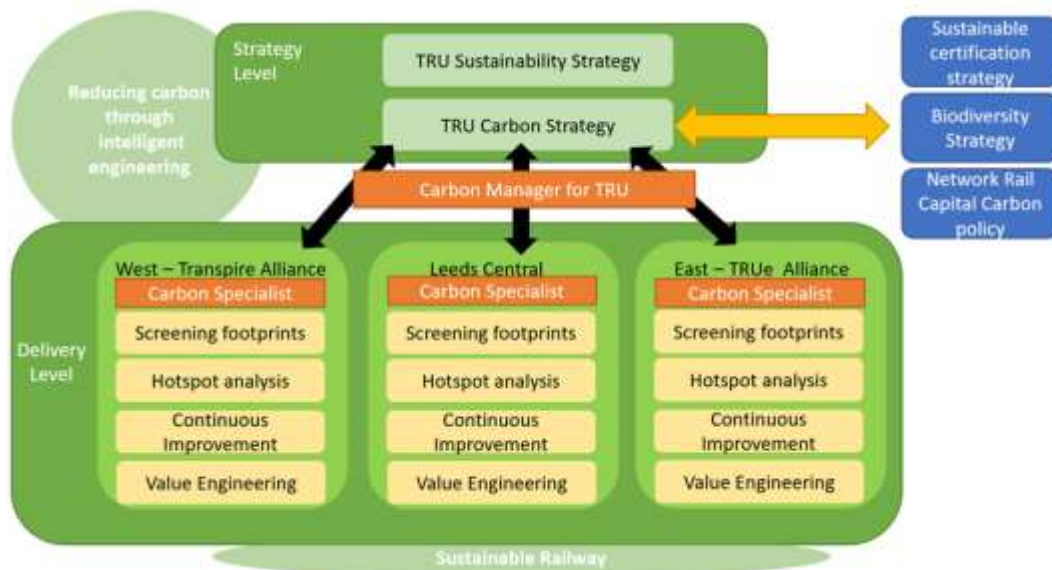 Strategy
Level
TRU Sustainability Strategy
TRU Carbon Strategy
Reducing carbon
through
intelligent
engineering
Sustainable
certification
strategy
Biodiversity
Strategy
Network Rail
Capital Carbon
policy
Carbon Manager for TRU
Delivery
Level
West – Transpire Alliance
Carbon Specialist
Screening footprints
Hotspot analysis
Continuous
Improvement
Value Engineering
Leeds Central
Carbon Specialist
Screening footprints
Hotspot analysis
Continuous
Improvement
Value Engineering
East – TRUe Alliance
Carbon Specialist
Screening footprints
Hotspot analysis
Continuous
Improvement
Value Engineering
Sustainable Railway